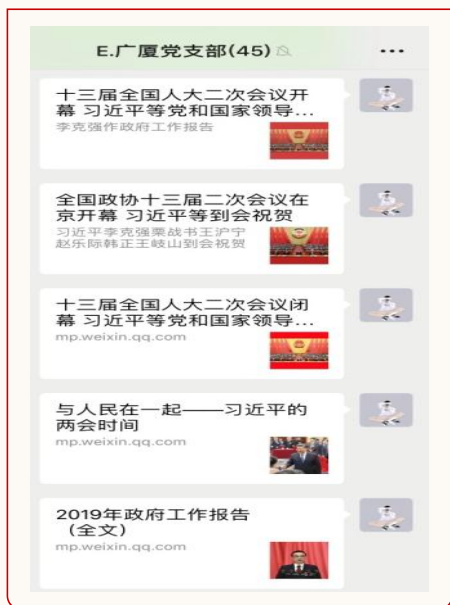 E.广厦党支部(45)
十三届全国人大二次会议开
幕 习近平等党和国家领导...
李克强作政府工作报告
全国政协十三届二次会议在
京开幕 习近平等到会祝贺
习近平李克强栗战书王沪宁
赵乐际韩正王岐山到会祝贺
十三届全国人大二次会议闭
幕 习近平等党和国家领导...
mp.weixin.qq.com
与人民在一起——习近平的
两会时间
mp.weixin.qq.com
2019年政府工作报告
（全文）
mp.weixin.qq.com